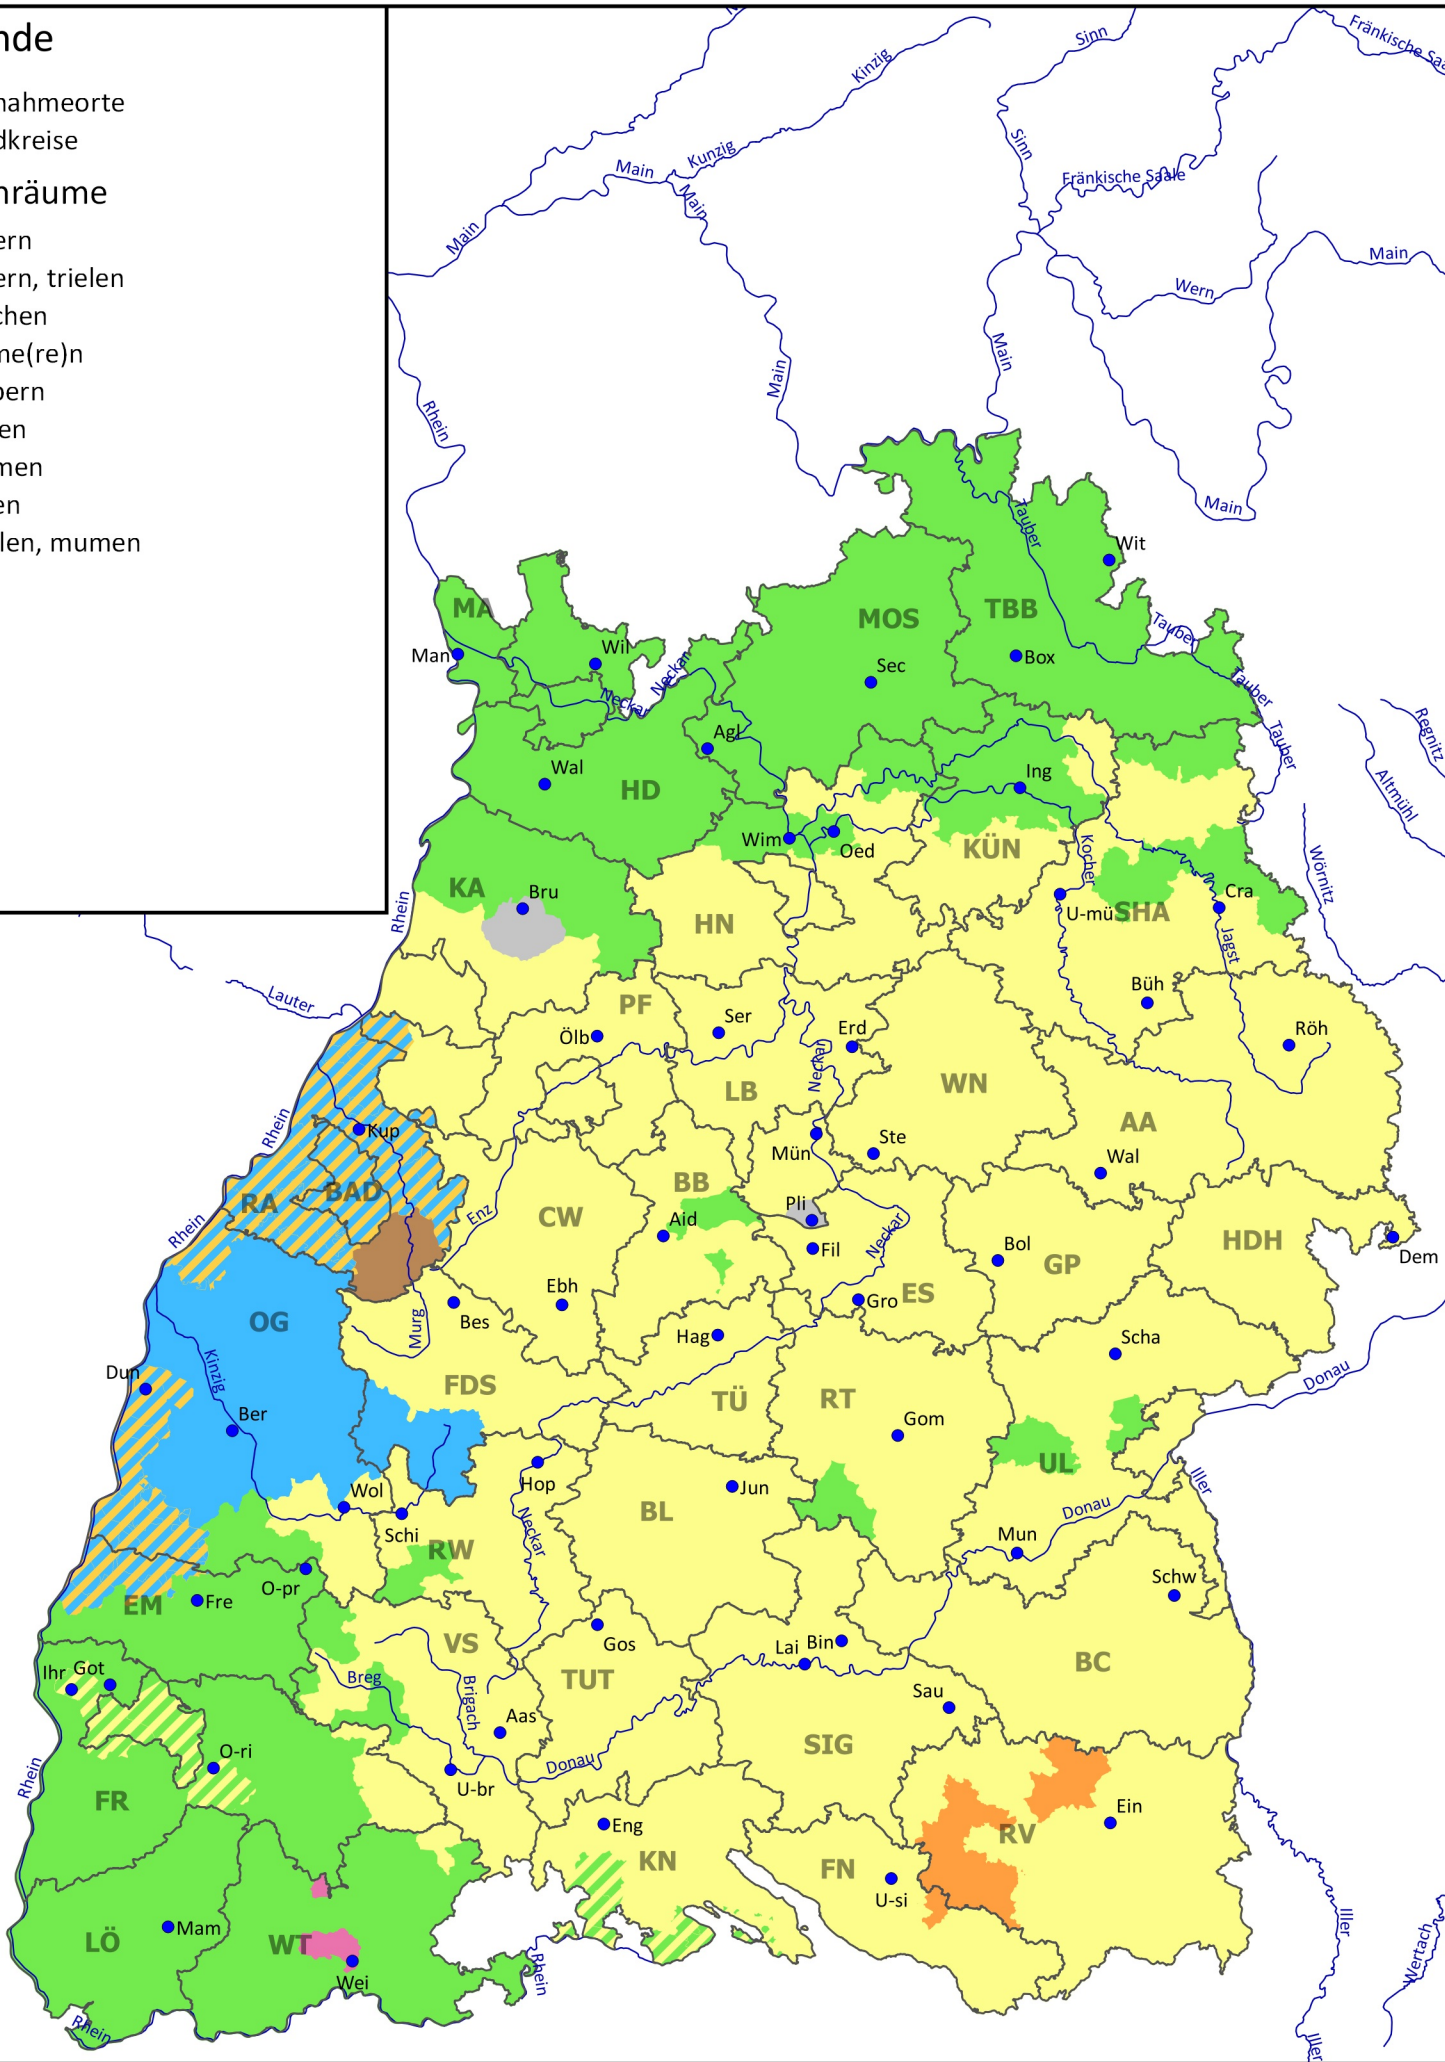 nde
nahmeorte
dkreise
nräume
ern
ern, trielen
chen
me(re)n
bern
en
men
en
len, mumen
Sinn
Fränkische Saa
Kinzig
Kunzig
Main
Main
Sinn
Fränkische Saale
Main
Main
Wern
Main
Main
Rhein
Main
Tauber
Wit
MA
MOS
TBB
Tauber
Man
Wil
Neckar
Sec
Box
Neckar
Tauber
Regnitz
Agl
Tauber
Wal
HD
Ing
Altmühl
Wim
Oed
KÜN
Kocher
Wörnitz
KA
Bru
Rhein
HN
U-mü
SHA
Cra
Jagst
Lauter
PF
Büh
Ölb
Ser
Erd
Röh
Neckar
LB
WN
Rhein
Kup
AA
Mün
Ste
Wal
RA
BAD
BB
Rhein
Enz
CW
Aid
Pli
Neckar
Fil
Bol
GP
HDH
Dem
OG
Ebh
Bes
Murg
Gro
ES
Hag
Scha
Kinzig
Dun
FDS
TÜ
RT
Donau
Ber
Gom
UL
Wol
Hop
Jun
Iller
BL
Schi
Neckar
Donau
RW
Mun
O-pr
Schw
EM
Fre
VS
Gos
Lai
Bin
Ihr
Got
Breg
TUT
BC
Brigach
Sau
Aas
O-ri
SIG
Rhein
Donau
U-br
FR
Eng
Ein
RV
KN
FN
U-si
Mam
LÖ
WT
Iller
Wertach
Wei
Rhein
Rhein
Iller